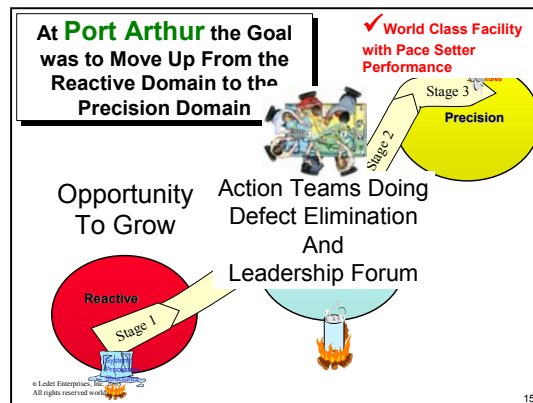 At Port Arthur the Goal
was to Move Up From the
Reactive Domain to the
Precision Domain
✓World Class Facility
with Pace Setter
Performance
Stage 3
Precision
Stage 2
Opportunity
To Grow
Action Teams Doing
Defect Elimination
And
Leadership Forum
Reactive
Stage 1
© Ledet Enterprises, Inc.
All rights reserved world
15